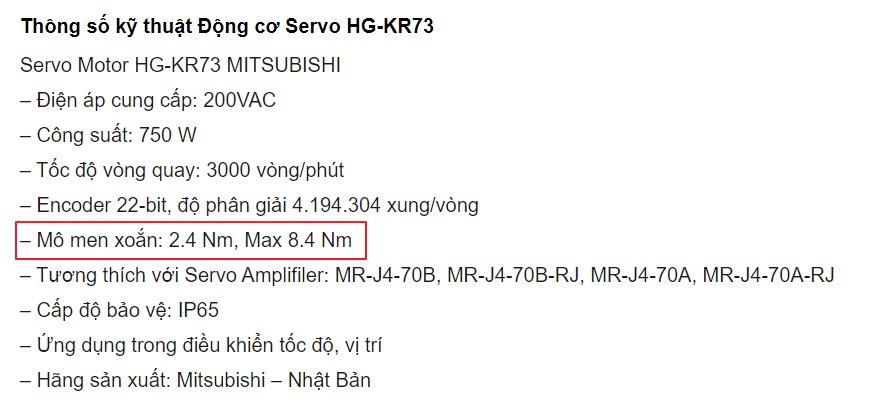 Thông số kỹ thuật Động cơ Servo HG-KR73
Servo Motor HG-KR73 MITSUBISHI
– Điện áp cung cấp: 200VAC
– Công suất: 750 W
– Tốc độ vòng quay: 3000 vòng/phút
– Encoder 22-bit, độ phân giải 4.194.304 xung/vòng
– Mô men xoắn: 2.4 Nm, Max 8.4 Nm
– Tương thích với Servo Amplifiler: MR-J4-70B, MR-J4-70B-RJ, MR-J4-70A, MR-J4-70A-RJ
– Cấp độ bảo vệ: IP65
– Ứng dụng trong điều khiển tốc độ, vị trí
– Hãng sản xuất: Mitsubishi – Nhật Bản